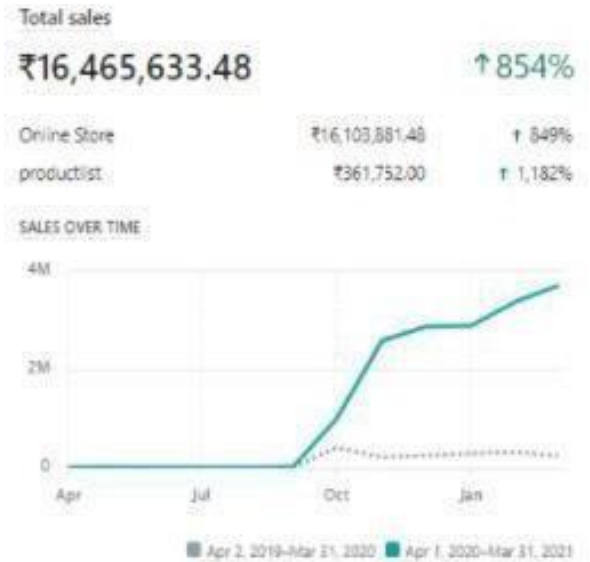 Total sales
₹16,465,633.48 ↑854%
Online Store ₹16,103,881.48 ↑ 849%
productlist ₹361,752.00 ↑ 1,182%
SALES OVER TIME
4M
2M
0
Apr Jul Oct Jan
Apr 2, 2019–Mar 31, 2020 Apr 1, 2020–Mar 31, 2021